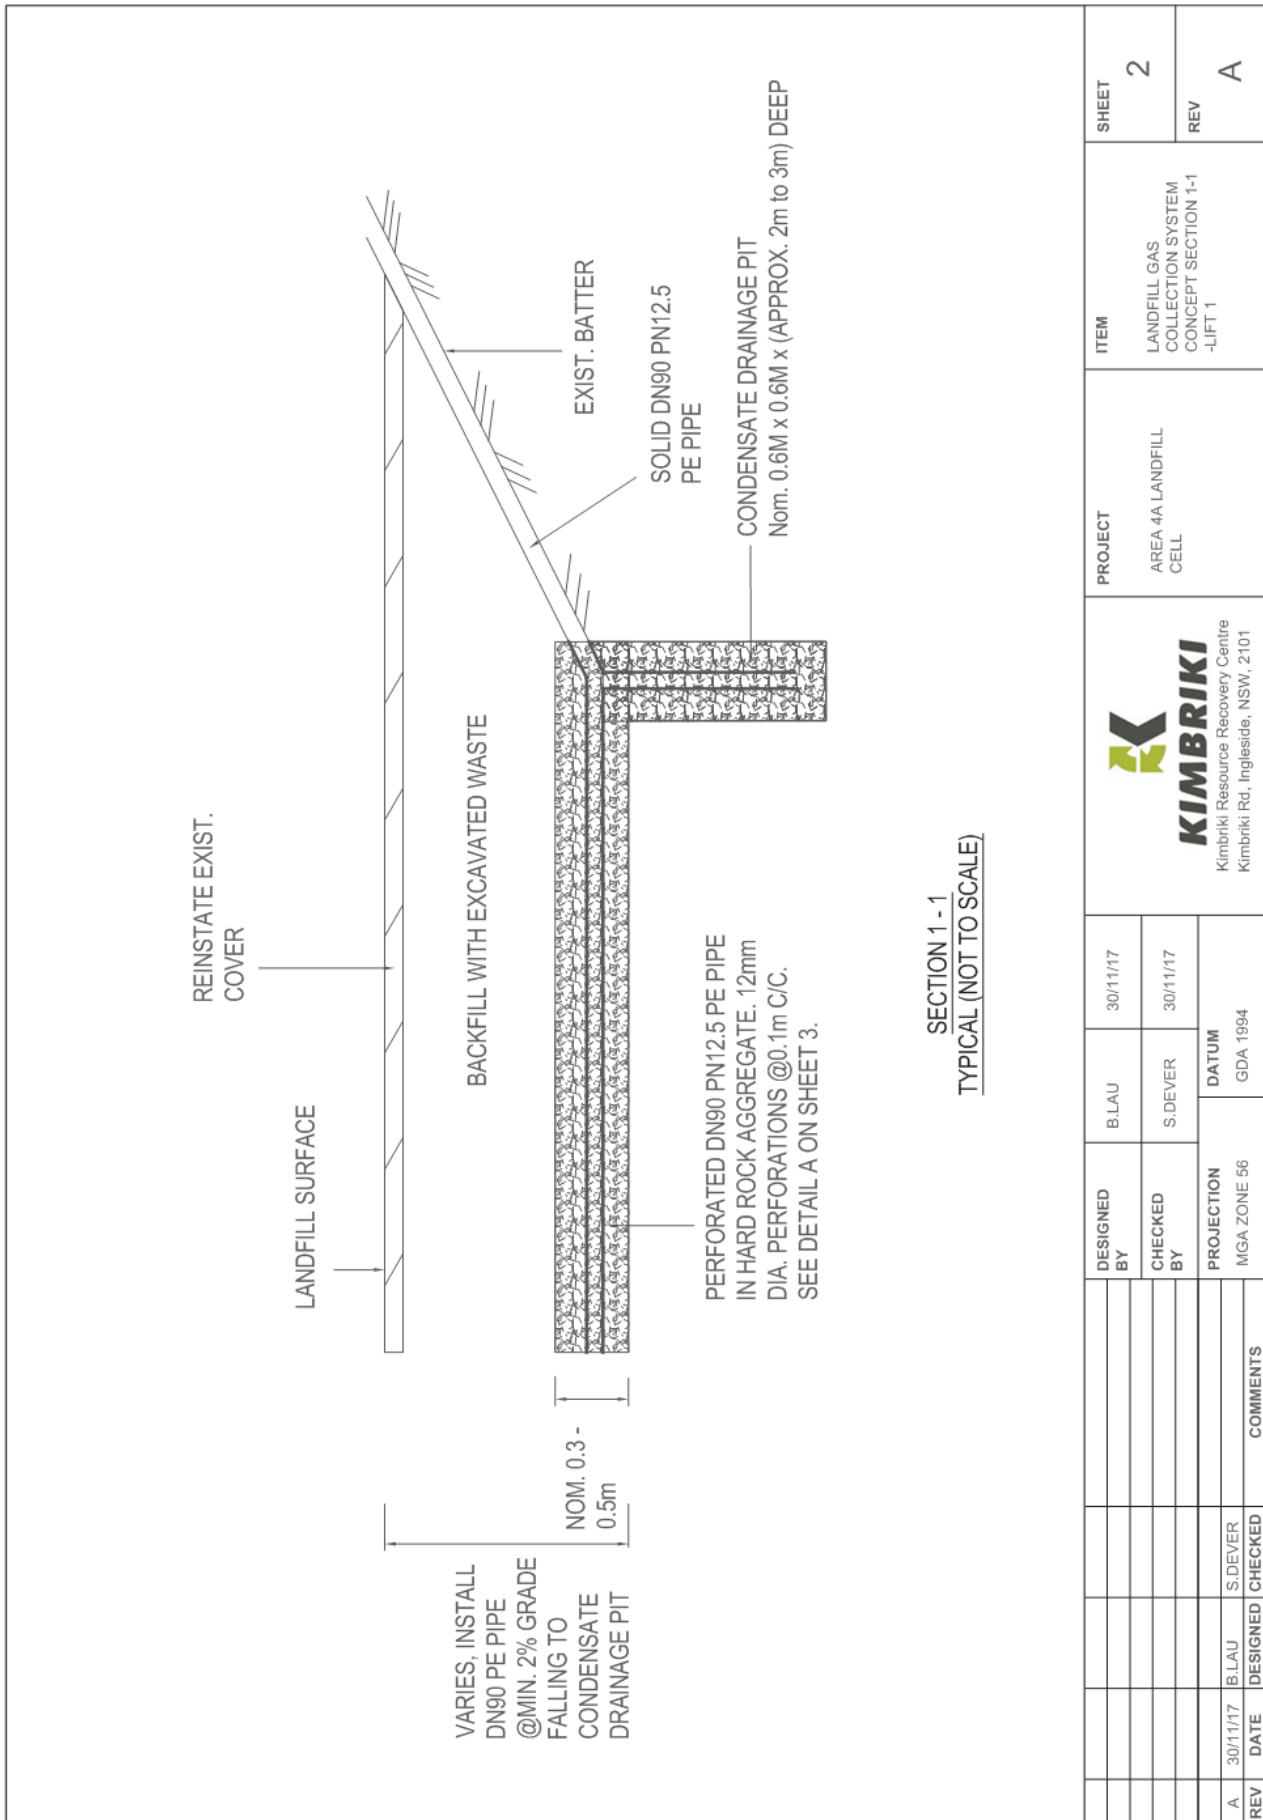 REINSTATE EXIST.
COVER
LANDFILL SURFACE
BACKFILL WITH EXCAVATED WASTE
EXIST. BATTER
SOLID DN90 PN12.5
PE PIPE
CONDENSATE DRAINAGE PIT
Nom. 0.6M x 0.6M x (APPROX. 2m to 3m) DEEP
VARIES, INSTALL
DN90 PE PIPE
@MIN. 2% GRADE
FALLING TO
CONDENSATE
DRAINAGE PIT
NOM. 0.3 -
0.5m
PERFORATED DN90 PN12.5 PE PIPE
IN HARD ROCK AGGREGATE. 12mm
DIA. PERFORATIONS @0.1m C/C.
SEE DETAIL A ON SHEET 3.
SECTION 1 - 1
TYPICAL (NOT TO SCALE)
A 30/11/17 B.LAU S.DEVER
REV DATE DESIGNED CHECKED COMMENTS
DESIGNED
BY
B.LAU
30/11/17
CHECKED
BY
S.DEVER
30/11/17
PROJECTION
MGA ZONE 56
DATUM
GDA 1994
KIMBRIKI
Kimbriki Resource Recovery Centre
Kimbriki Rd, Ingleside, NSW, 2101
PROJECT
AREA 4A LANDFILL
CELL
ITEM
LANDFILL GAS
COLLECTION SYSTEM
CONCEPT SECTION 1-1
-LIFT 1
SHEET
2
REV
A